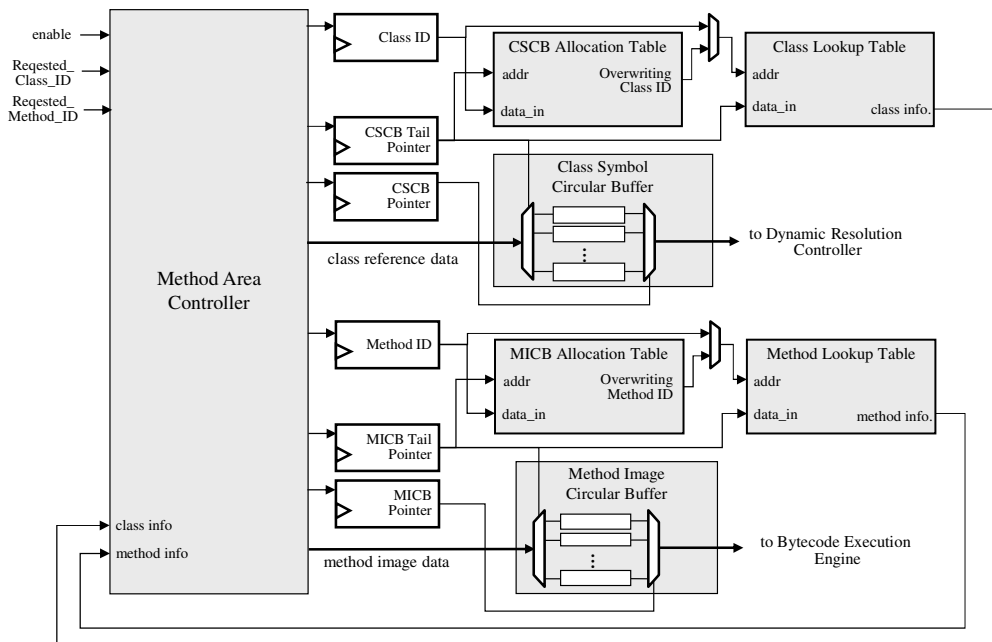 enable
Reqested_
Class_ID
Reqested_
Method_ID
Method Area
Controller
class info
method info
Class ID
CSCB Tail
Pointer
CSCB
Pointer
class reference data
CSCB Allocation Table
addr
Overwriting
Class ID
data_in
Class Lookup Table
addr
data_in
class info.
Class Symbol
Circular Buffer
to Dynamic Resolution
Controller
Method ID
MICB Tail
Pointer
MICB
Pointer
method image data
MICB Allocation Table
addr
Overwriting
Method ID
data_in
Method Lookup Table
addr
data_in
method info.
Method Image
Circular Buffer
to Bytecode Execution
Engine